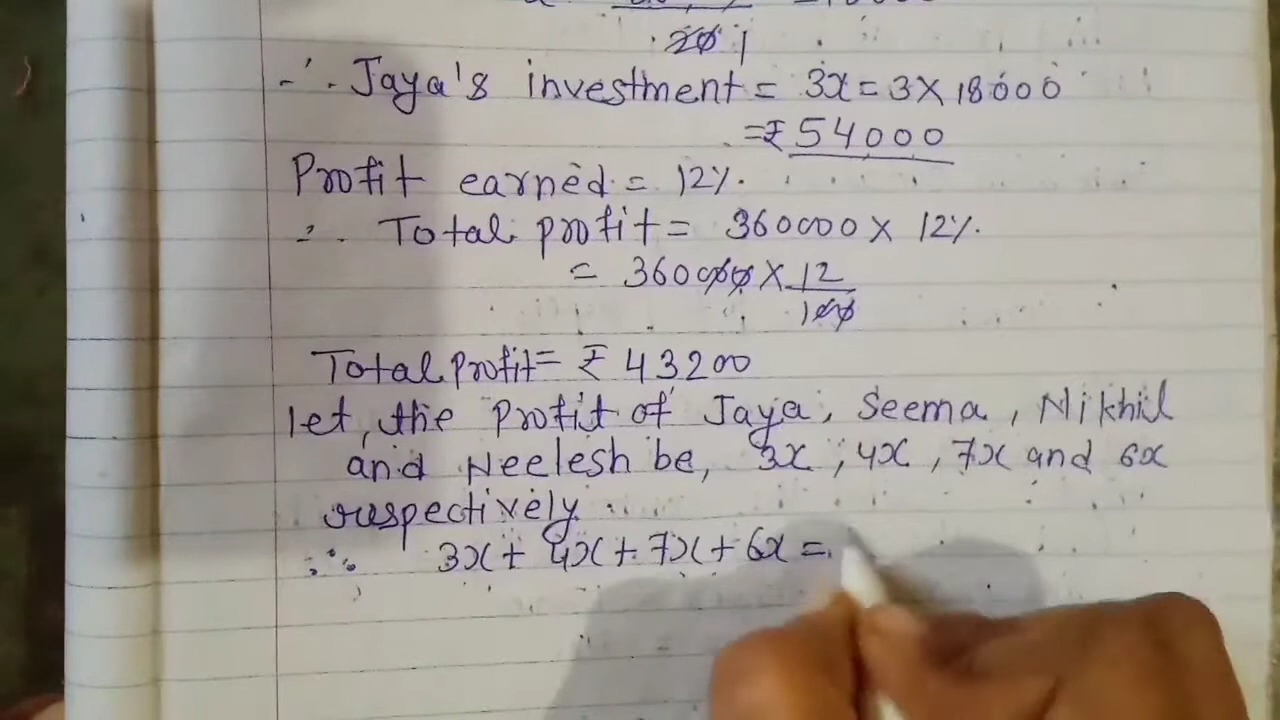 20 1
∴ Jaya's investment = 3x = 3 × 18000
= ₹ 54000
Profit earned = 12%.
∴ Total profit = 360000 × 12%.
= 360000 × 12/100
Total Profit = ₹ 43200
let, the Profit of Jaya, Seema, Nikhil
and Neelesh be, 3x, 4x, 7x and 6x
respectively.
∴ 3x + 4x + 7x + 6x =